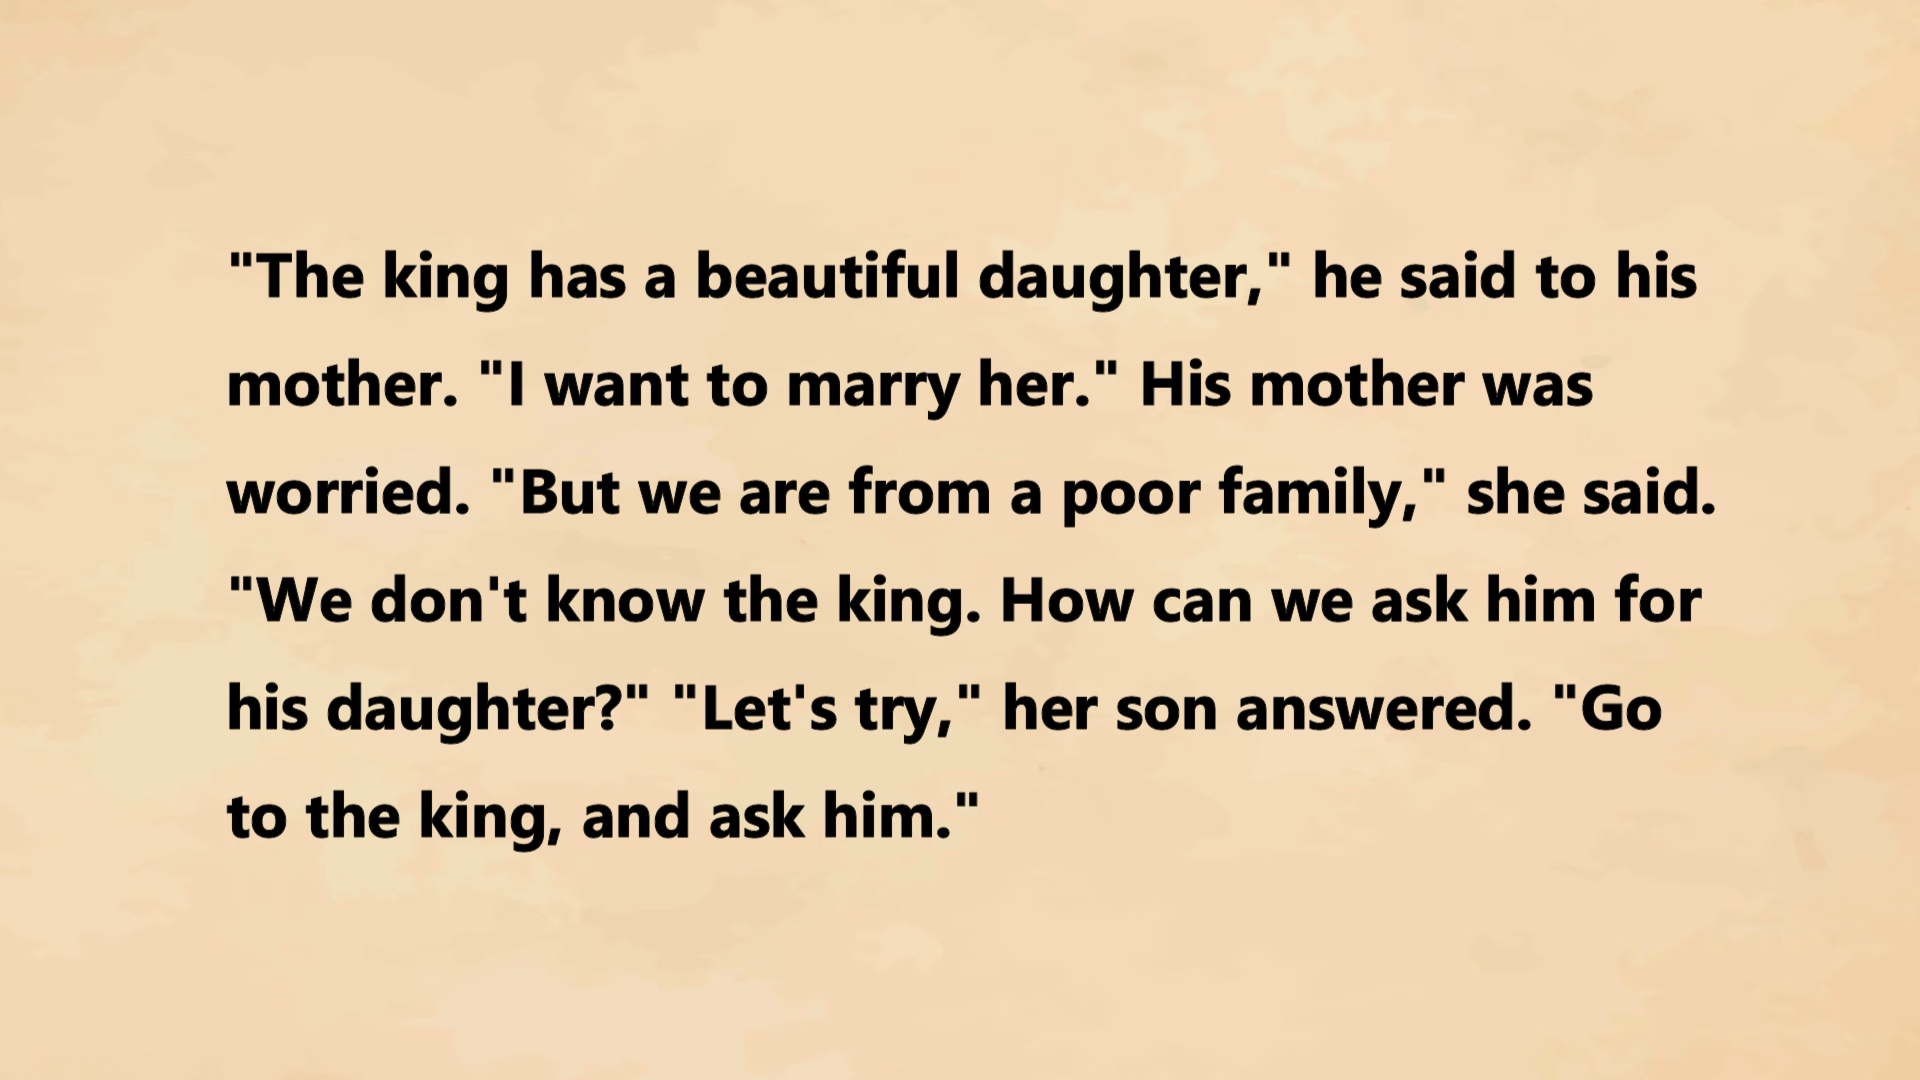 "The king has a beautiful daughter," he said to his
mother. "I want to marry her." His mother was
worried. "But we are from a poor family," she said.
"We don't know the king. How can we ask him for
his daughter?" "Let's try," her son answered. "Go
to the king, and ask him."